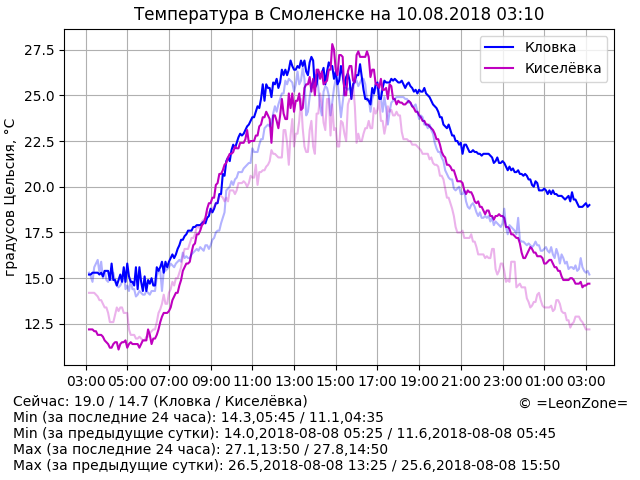 Температура в Смоленске на 10.08.2018 03:10
Кловка
Киселёвка
градусов Цельсия, °C
27.5
25.0
22.5
20.0
17.5
15.0
12.5
03:00 05:00 07:00 09:00 11:00 13:00 15:00 17:00 19:00 21:00 23:00 01:00 03:00
Сейчас: 19.0 / 14.7 (Кловка / Киселёвка)
© =LeonZone=
Min (за последние 24 часа): 14.3,05:45 / 11.1,04:35
Min (за предыдущие сутки): 14.0,2018-08-08 05:25 / 11.6,2018-08-08 05:45
Max (за последние 24 часа): 27.1,13:50 / 27.8,14:50
Max (за предыдущие сутки): 26.5,2018-08-08 13:25 / 25.6,2018-08-08 15:50